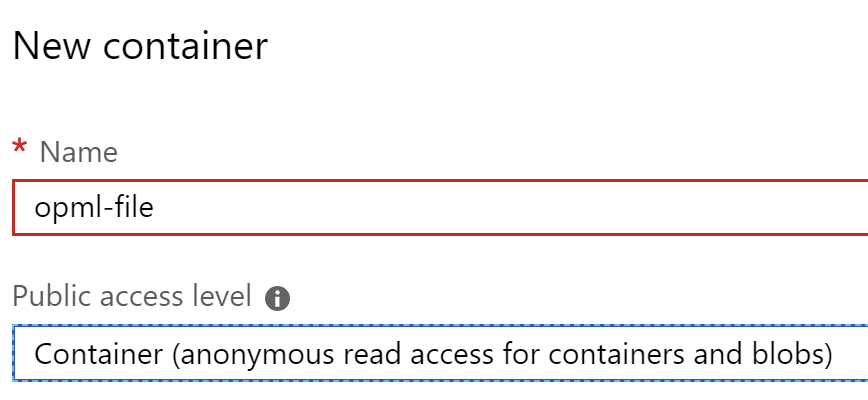 New container
* Name
opml-file
Public access level
Container (anonymous read access for containers and blobs)